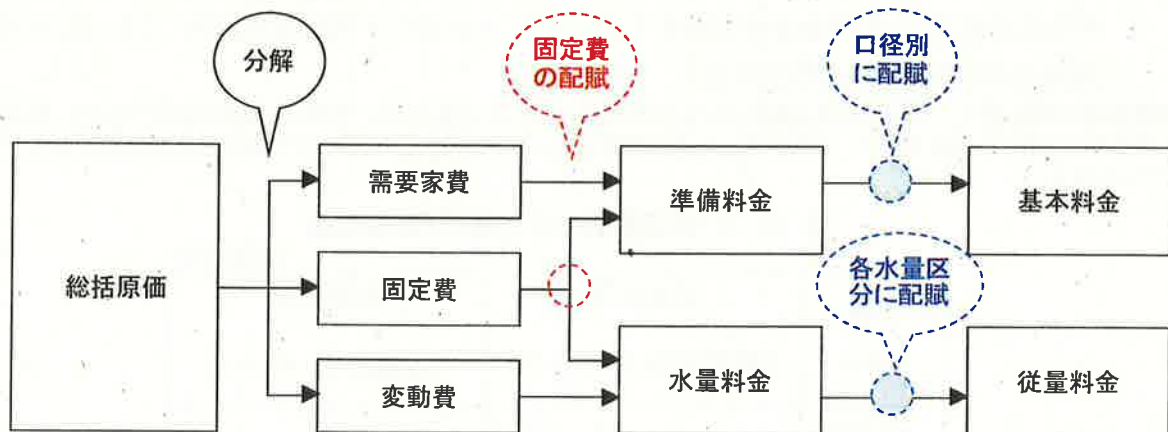 分解
固定費
の配賦
口径別
に配賦
総括原価
需要家費
準備料金
基本料金
固定費
各水量区
分に配賦
変動費
水量料金
従量料金